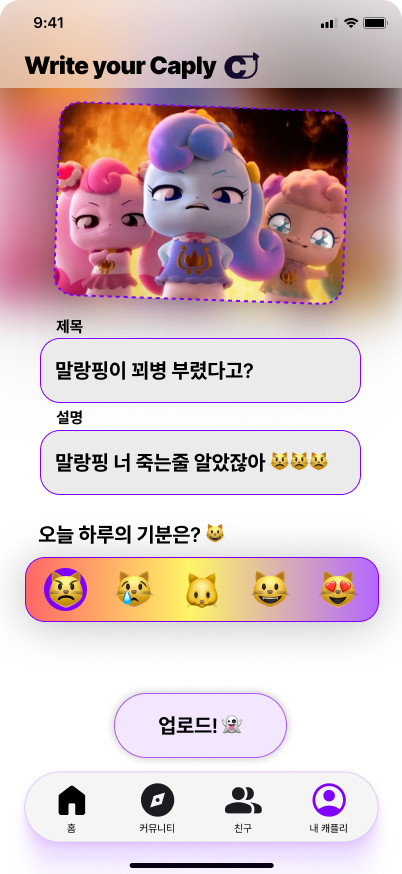 9:41
Write your Caply
제목
말랑핑이 꾀병 부렸다고?
설명
말랑핑 너 죽는줄 알았잖아 😾😾😾
오늘 하루의 기분은? 😺
업로드! 👻
홈
커뮤니티
친구
내 캐플리